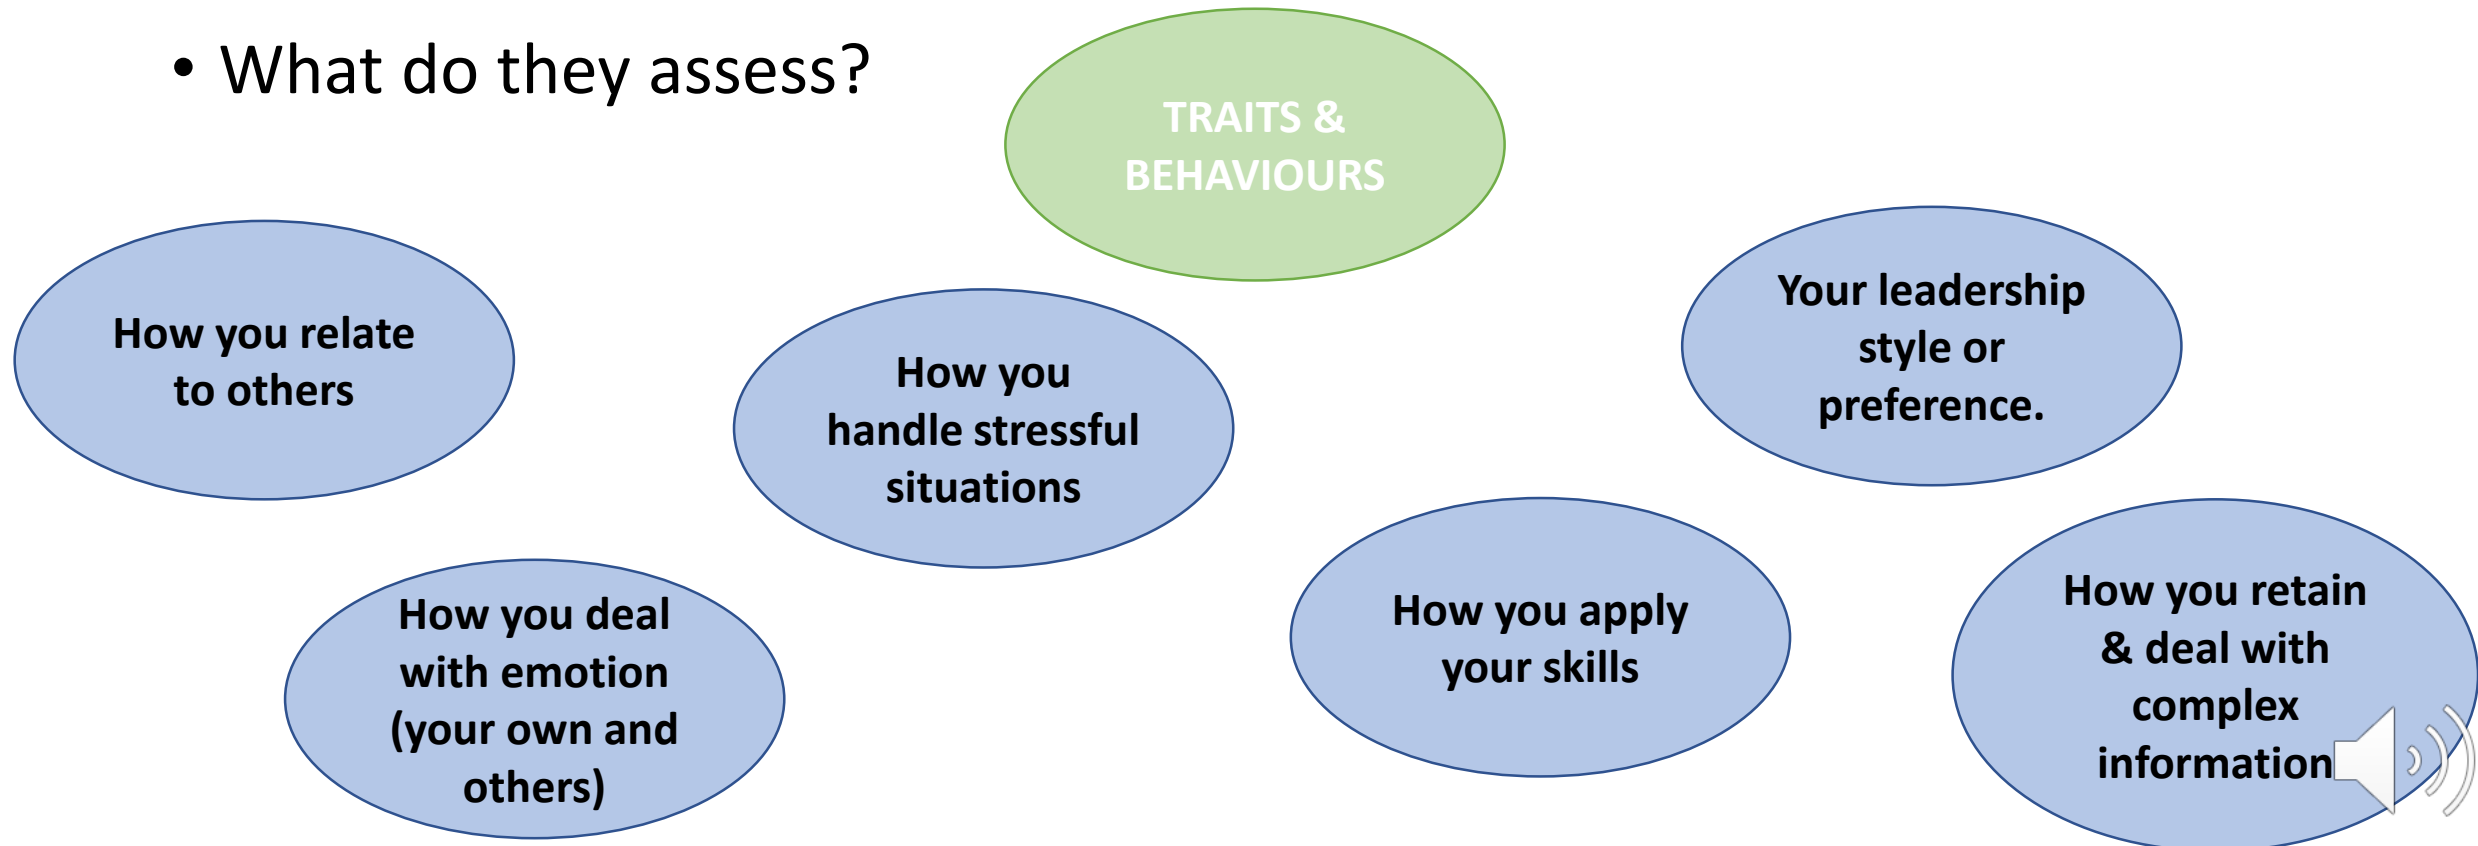 • What do they assess?
TRAITS &
BEHAVIOURS
How you relate
to others
How you
handle stressful
situations
Your leadership
style or
preference.
How you deal
with emotion
(your own and
others)
How you apply
your skills
How you retain
& deal with
complex
information